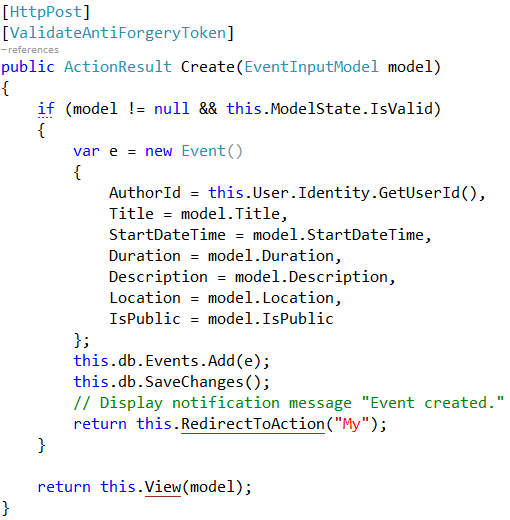 [HttpPost]
[ValidateAntiForgeryToken]
–references
public ActionResult Create(EventInputModel model)
{
    if (model != null && this.ModelState.IsValid)
    {
        var e = new Event()
        {
            AuthorId = this.User.Identity.GetUserId(),
            Title = model.Title,
            StartDateTime = model.StartDateTime,
            Duration = model.Duration,
            Description = model.Description,
            Location = model.Location,
            IsPublic = model.IsPublic
        };
        this.db.Events.Add(e);
        this.db.SaveChanges();
        // Display notification message "Event created."
        return this.RedirectToAction("My");
    }

    return this.View(model);
}